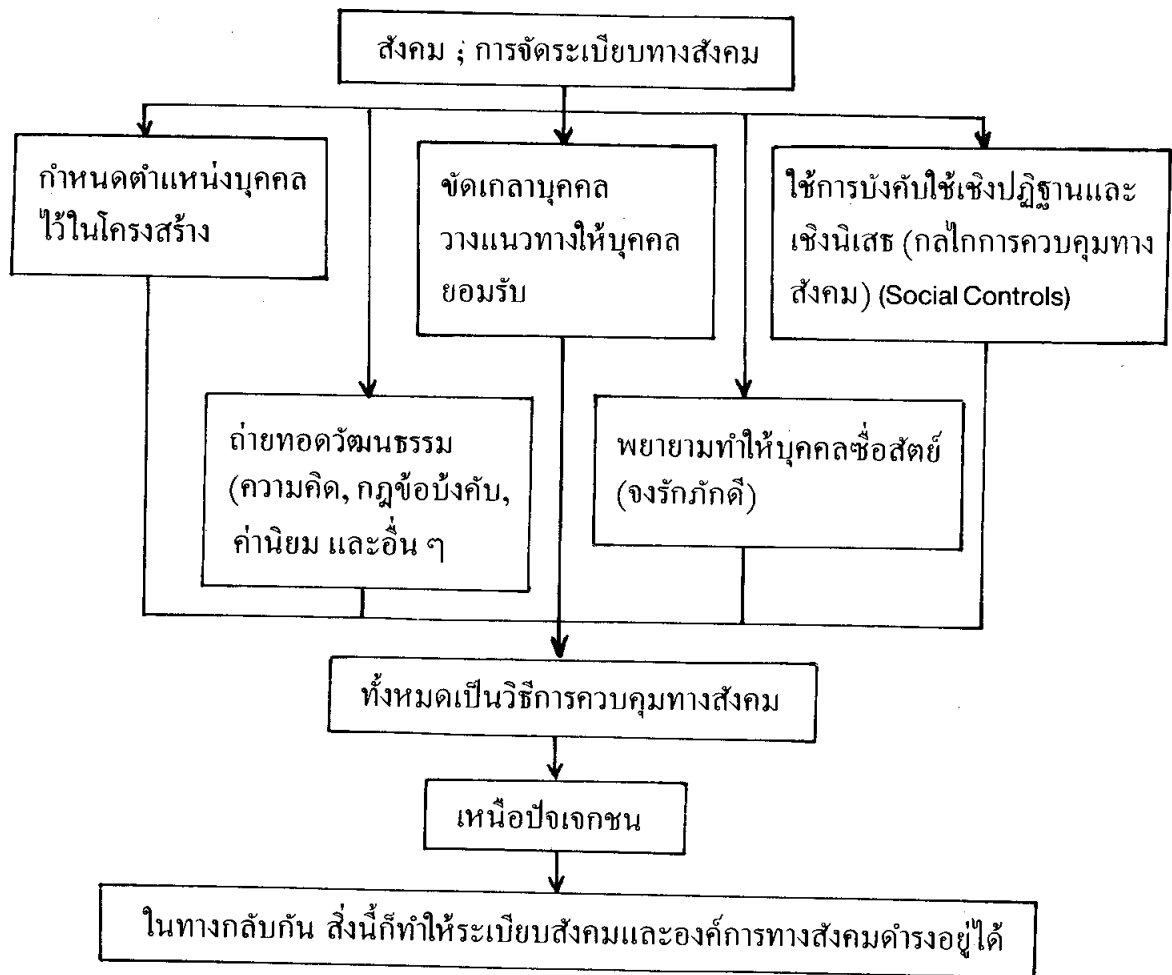 สังคม ; การจัดระเบียบทางสังคม
กำหนดตำแหน่งบุคคล
ไว้ในโครงสร้าง
ขัดเกลาบุคคล
วางแนวทางให้บุคคล
ยอมรับ
ใช้การบังคับใช้เชิงปฏิฐานและ
เชิงนิเสธ (กลไกการควบคุมทาง
สังคม) (Social Controls)
ถ่ายทอดวัฒนธรรม
(ความคิด, กฎข้อบังคับ,
ค่านิยม และอื่น ๆ
พยายามทำให้บุคคลซื่อสัตย์
(จงรักภักดี)
ทั้งหมดเป็นวิธีการควบคุมทางสังคม
เหนือปัจเจกชน
ในทางกลับกัน สิ่งนี้ก็ทำให้ระเบียบสังคมและองค์การทางสังคมดำรงอยู่ได้